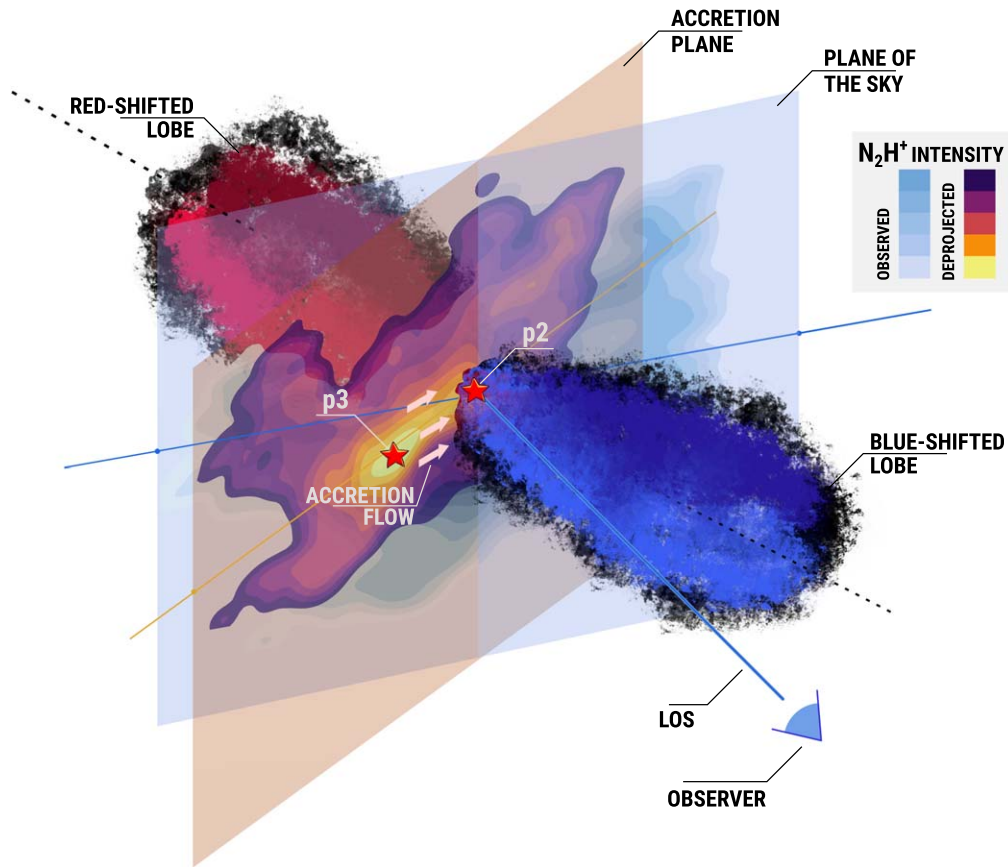 ACCRETION
PLANE
PLANE OF
THE SKY
RED-SHIFTED
LOBE
N₂H⁺ INTENSITY
OBSERVED
DEPROJECTED
p2
p3
BLUE-SHIFTED
LOBE
ACCRETION
FLOW
LOS
OBSERVER